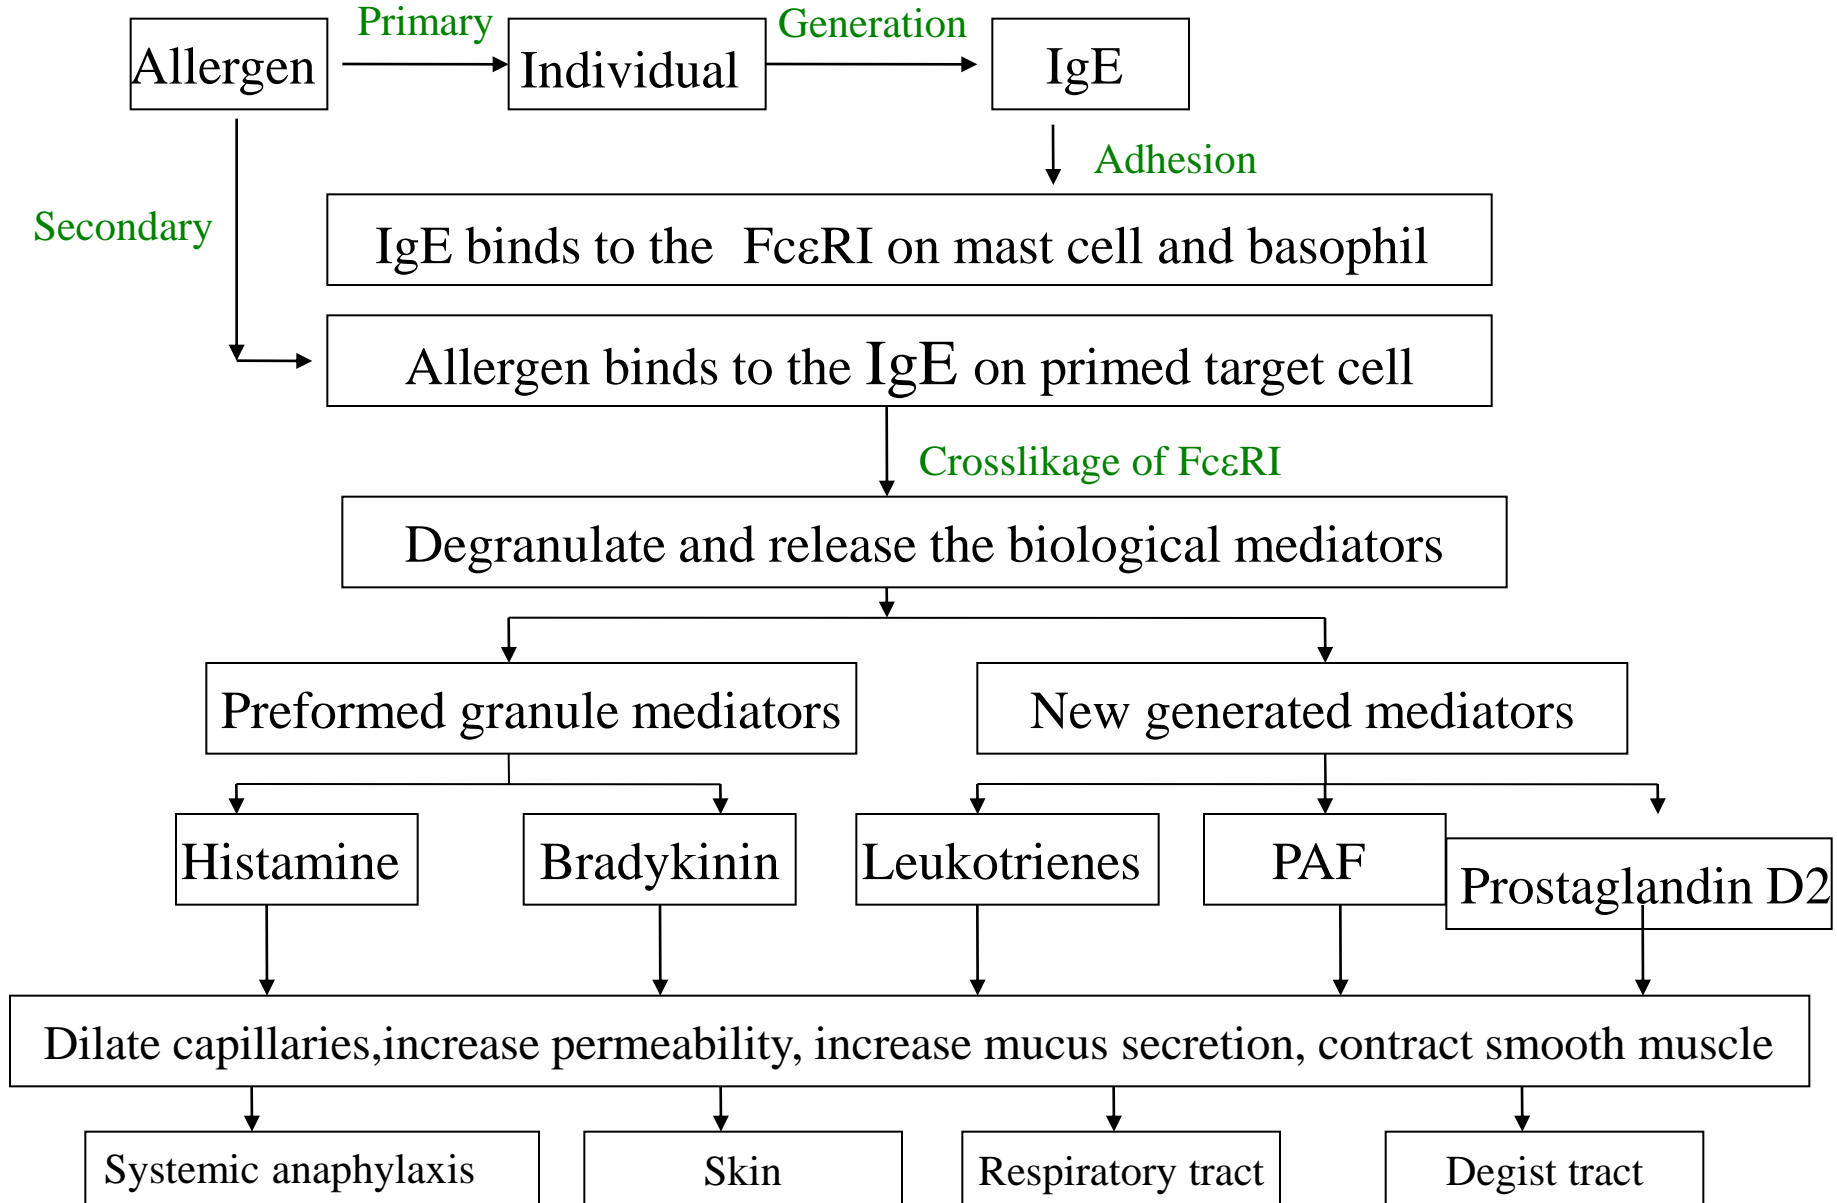 Primary
Generation
Allergen
Individual
IgE
Adhesion
Secondary
IgE binds to the FcεRI on mast cell and basophil
Allergen binds to the IgE on primed target cell
Crosslikage of FcεRI
Degranulate and release the biological mediators
Preformed granule mediators
New generated mediators
Histamine
Bradykinin
Leukotrienes
PAF
Prostaglandin D2
Dilate capillaries,increase permeability, increase mucus secretion, contract smooth muscle
Systemic anaphylaxis
Skin
Respiratory tract
Degist tract